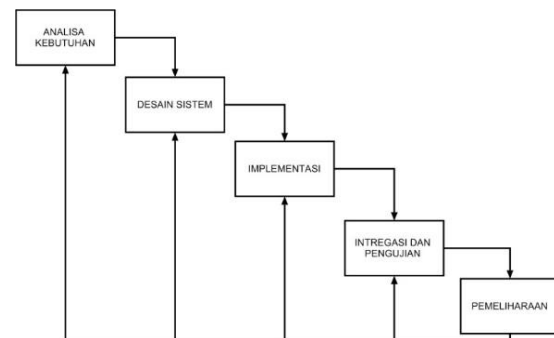 ANALISA
KEBUTUHAN
DESAIN SISTEM
IMPLEMENTASI
INTREGASI DAN
PENGUJIAN
PEMELIHARAAN